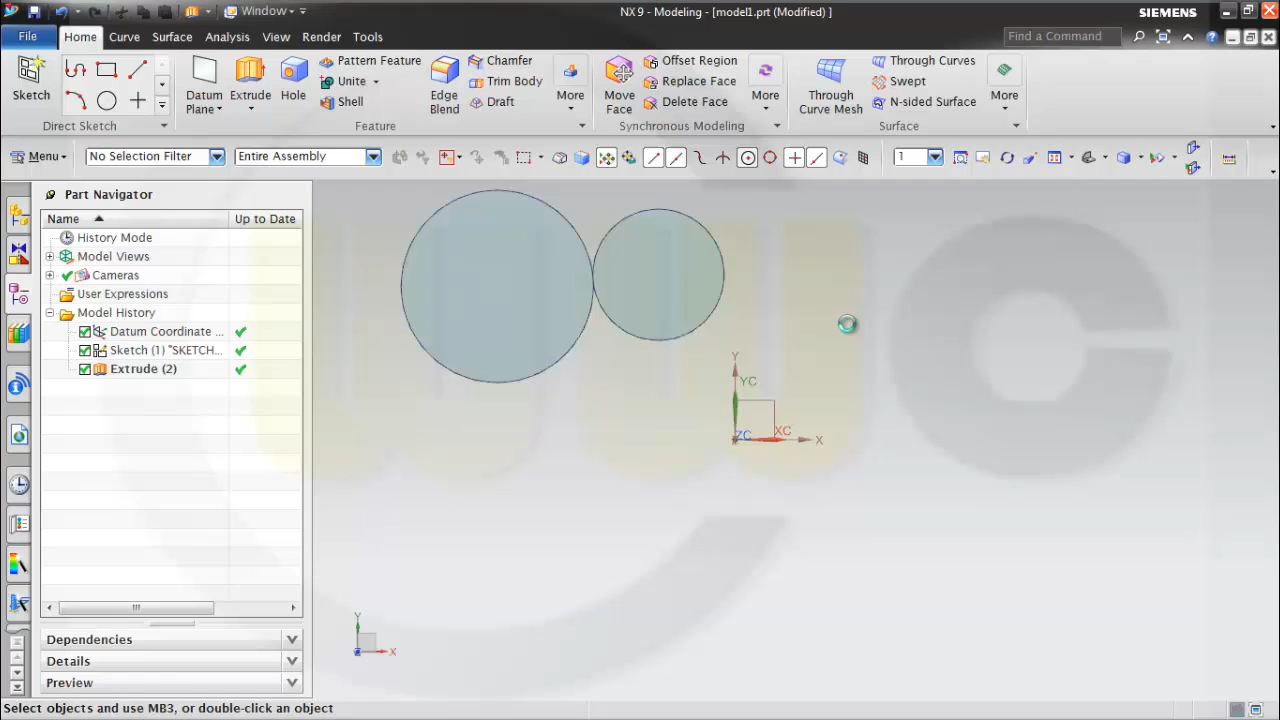 Window
NX 9 - Modeling - [model1.prt (Modified) ]
SIEMENS
File Home Curve Surface Analysis View Render Tools
Find a Command
Sketch
Direct Sketch
Datum Plane
Extrude
Hole
Pattern Feature
Unite
Shell
Edge Blend
Chamfer
Trim Body
Draft
More
Feature
Move Face
Offset Region
Replace Face
Delete Face
More
Synchronous Modeling
Through Curve Mesh
Through Curves
Swept
N-sided Surface
More
Surface
Menu
No Selection Filter
Entire Assembly
1
Part Navigator
Name Up to Date
History Mode
Model Views
Cameras
User Expressions
Model History
Datum Coordinate ...
Sketch (1) "SKETCH...
Extrude (2)
Dependencies
Details
Preview
Y
YC
ZC
XC
X
Y
X
Select objects and use MB3, or double-click an object